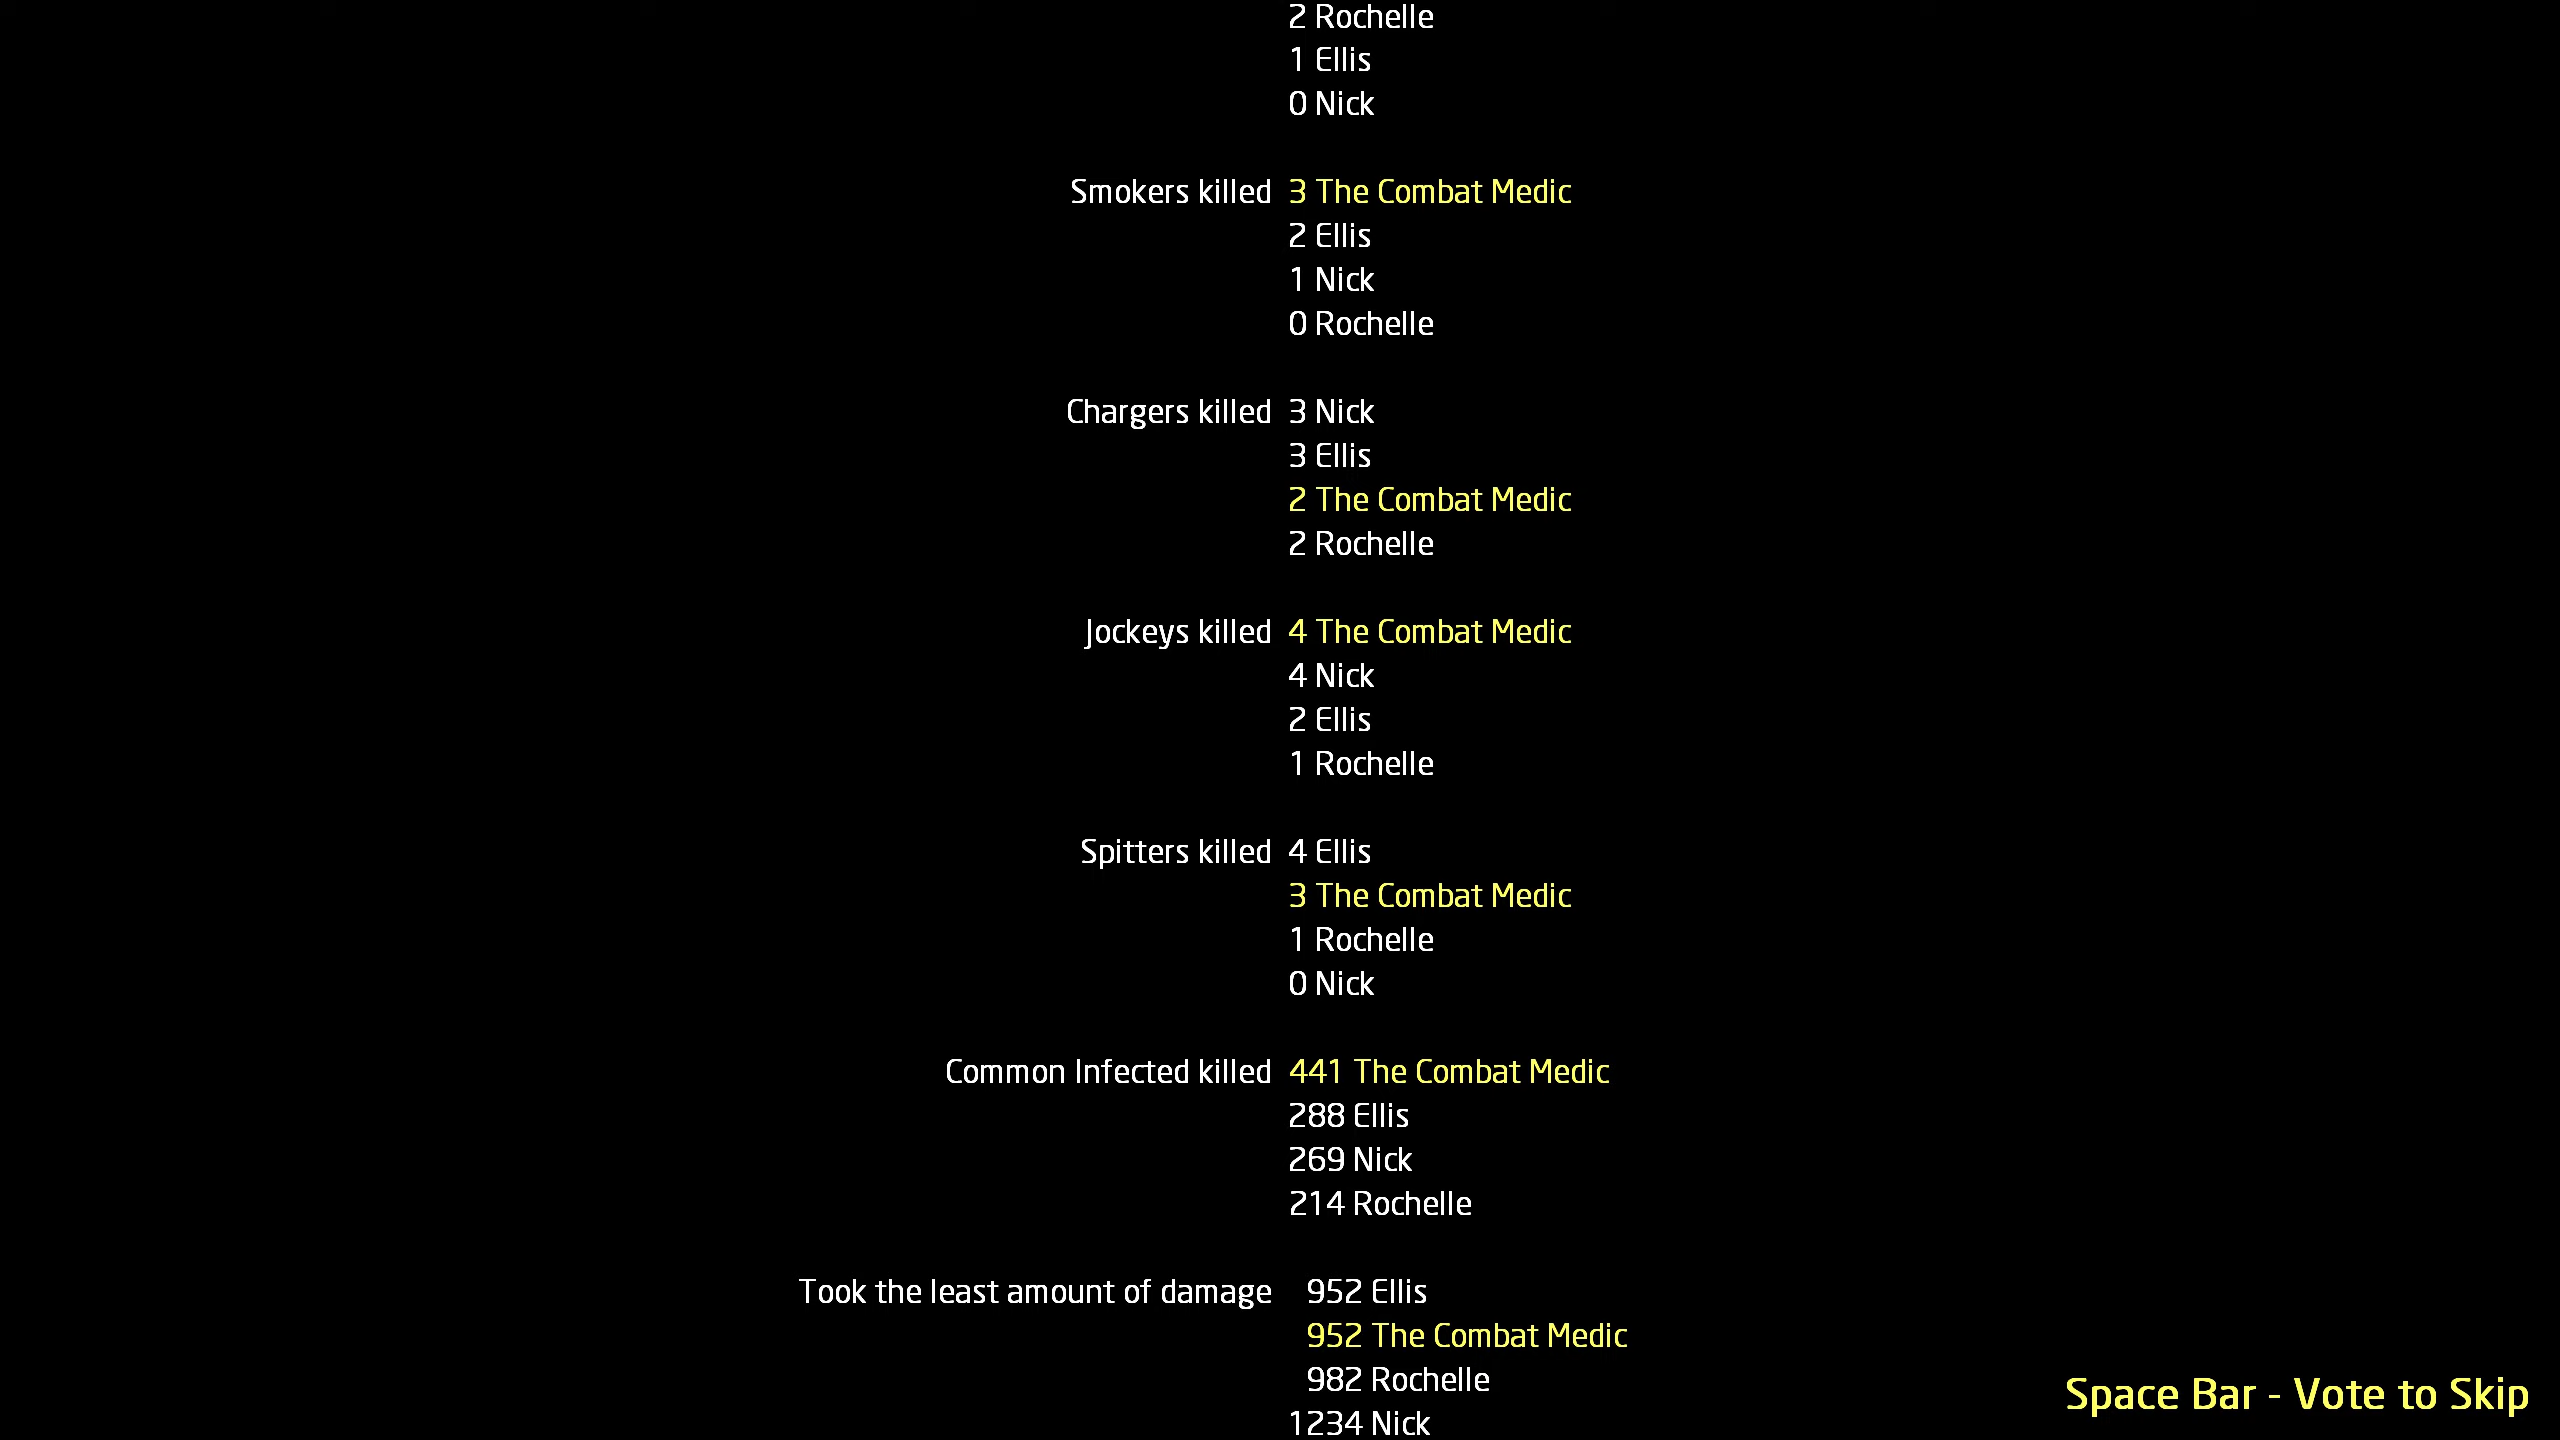 2 Rochelle
1 Ellis
0 Nick
Smokers killed 3 The Combat Medic
2 Ellis
1 Nick
0 Rochelle
Chargers killed 3 Nick
3 Ellis
2 The Combat Medic
2 Rochelle
Jockeys killed 4 The Combat Medic
4 Nick
2 Ellis
1 Rochelle
Spitters killed 4 Ellis
3 The Combat Medic
1 Rochelle
0 Nick
Common Infected killed 441 The Combat Medic
288 Ellis
269 Nick
214 Rochelle
Took the least amount of damage 952 Ellis
952 The Combat Medic
982 Rochelle
1234 Nick
Space Bar - Vote to Skip